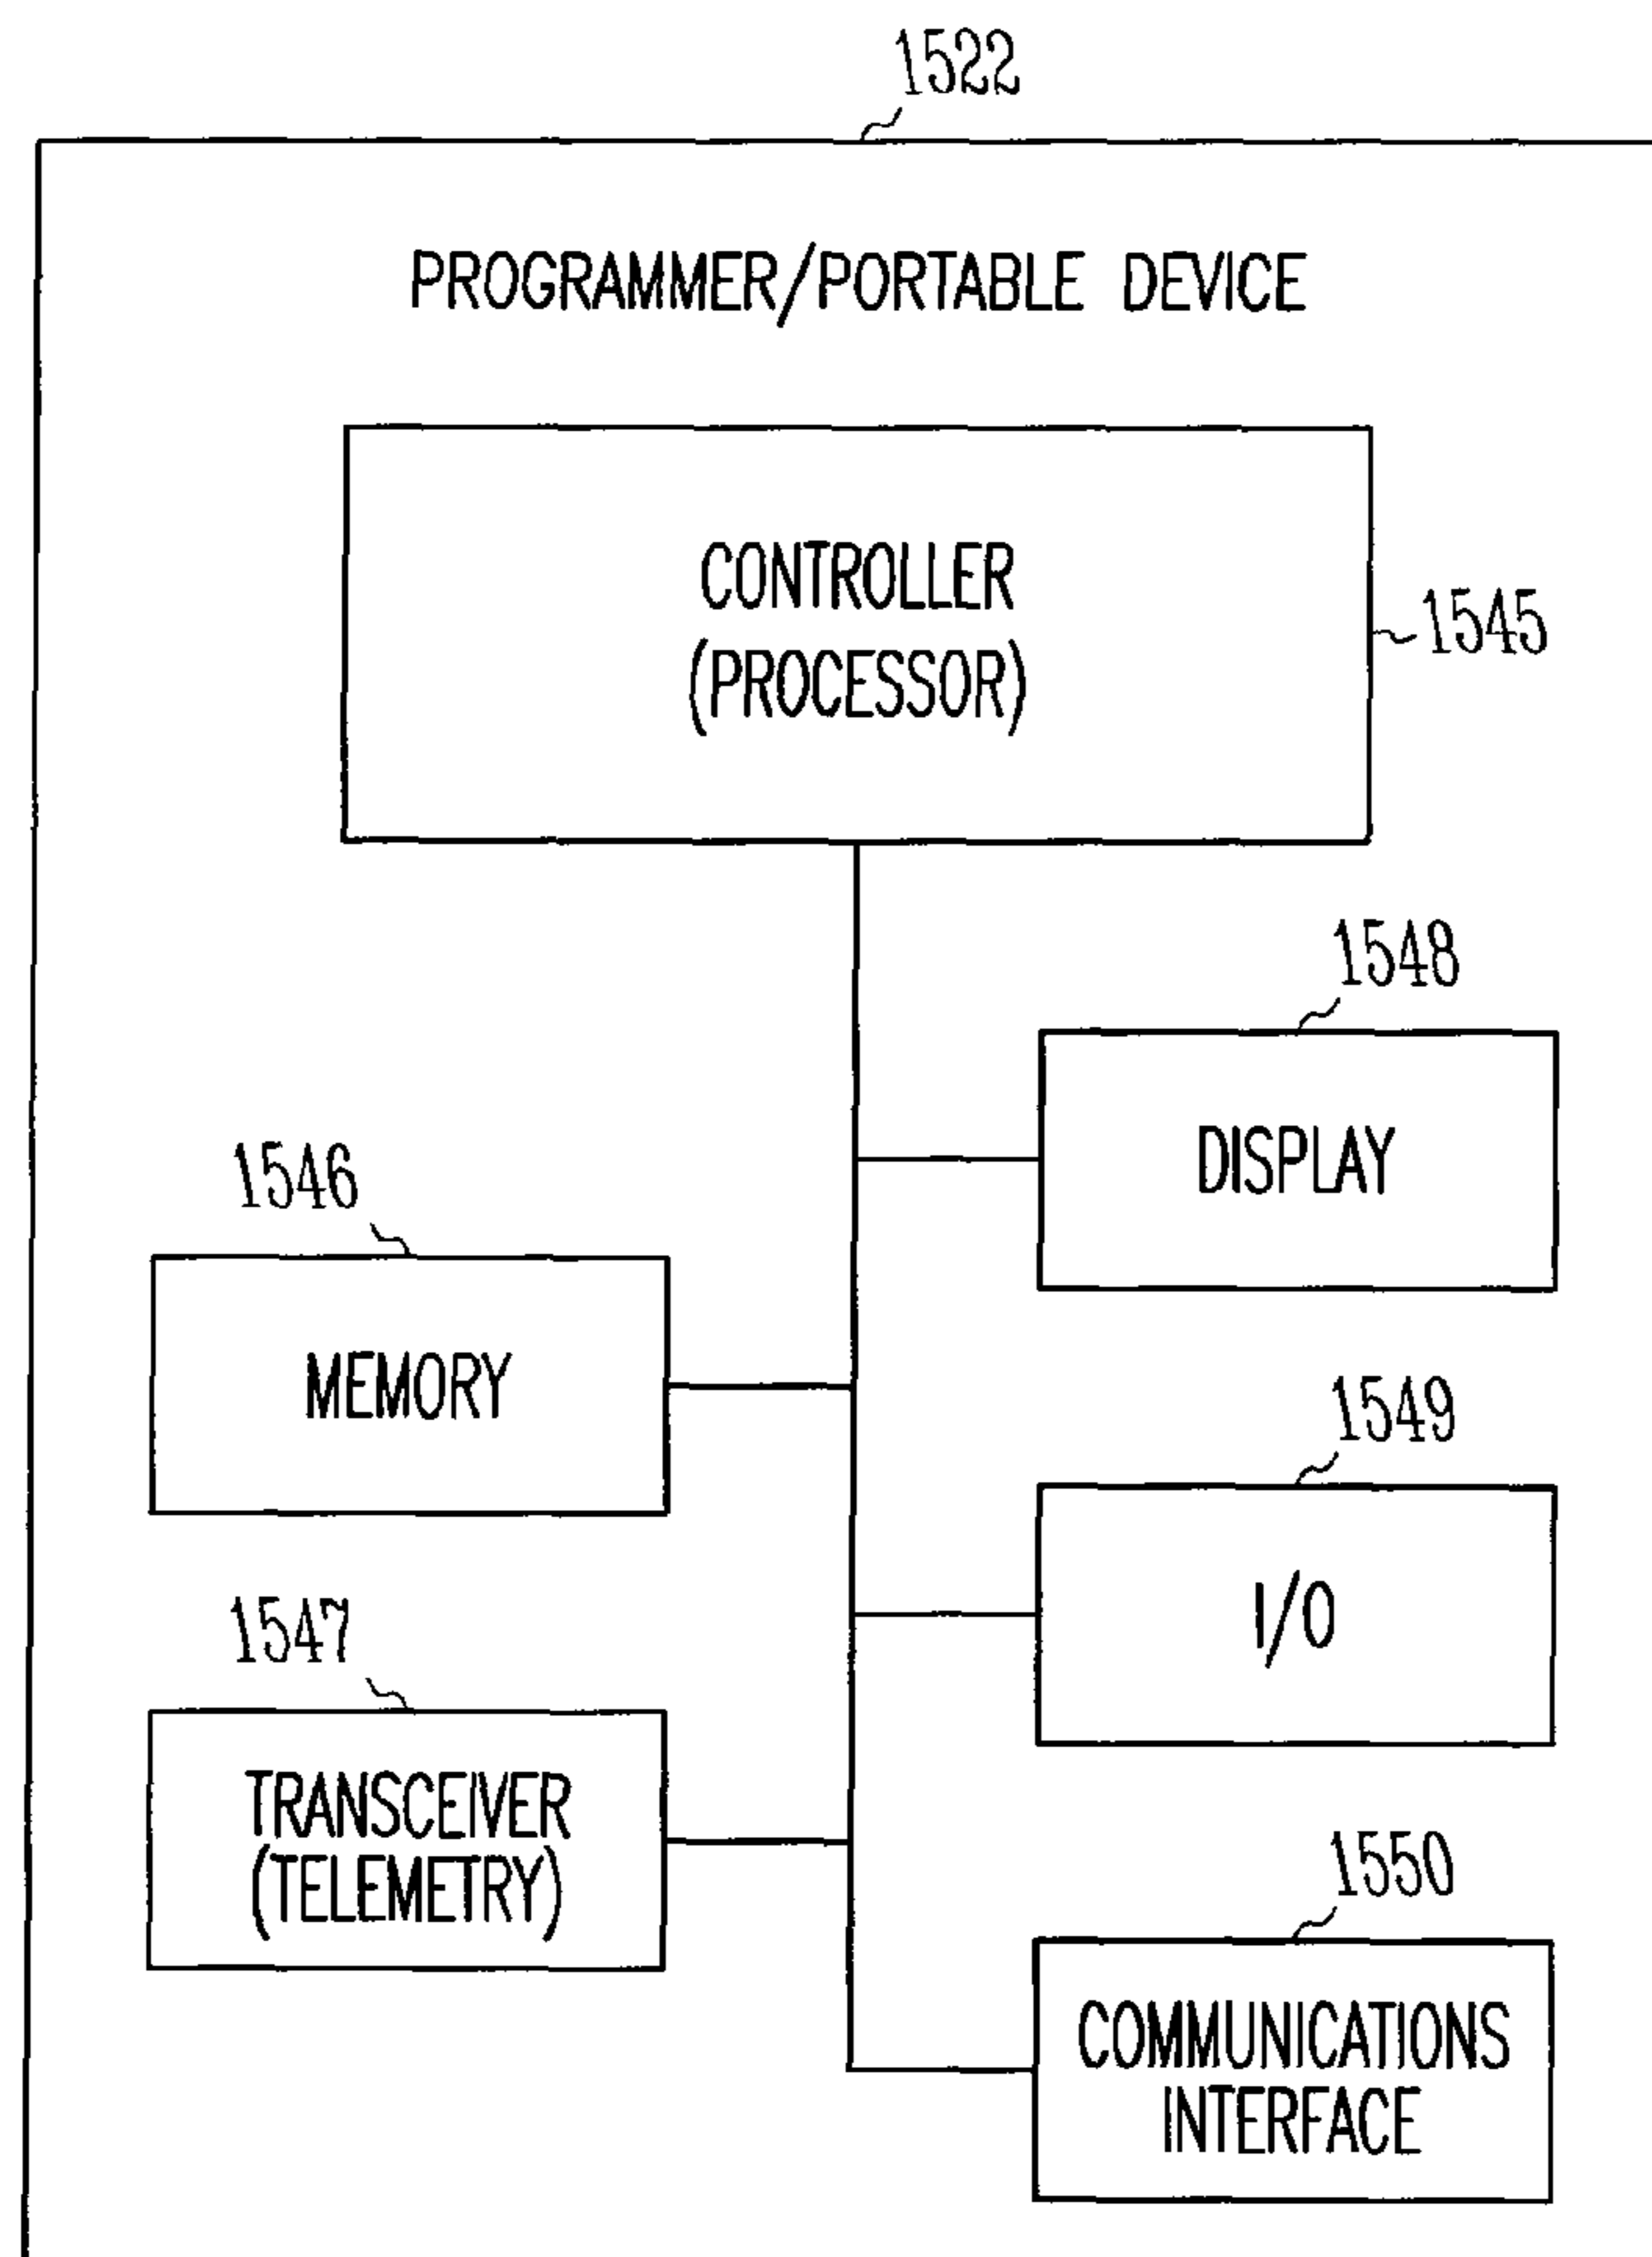 1522
PROGRAMMER/PORTABLE DEVICE
CONTROLLER
(PROCESSOR)
1545
1548
DISPLAY
1546
MEMORY
1549
I/O
1547
TRANSCEIVER
(TELEMETRY)
1550
COMMUNICATIONS
INTERFACE